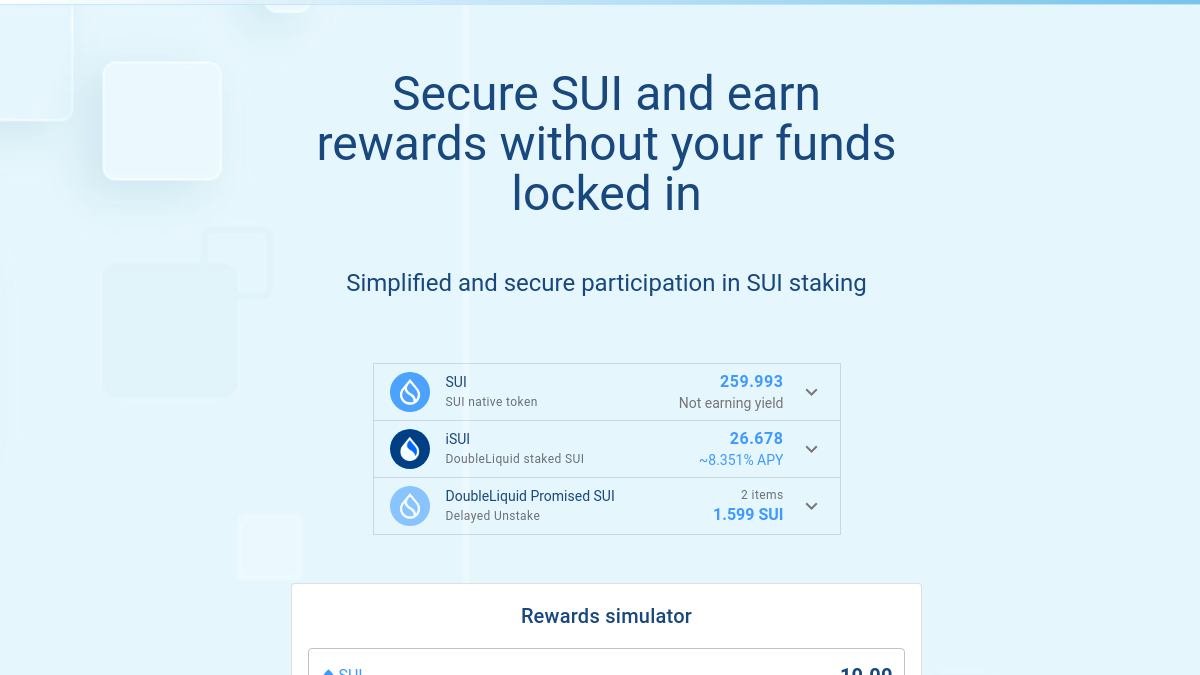 Secure SUI and earn
rewards without your funds
locked in
Simplified and secure participation in SUI staking
SUI
SUI native token
259.993
Not earning yield
iSUI
DoubleLiquid staked SUI
26.678
~8.351% APY
DoubleLiquid Promised SUI
Delayed Unstake
2 items
1.599 SUI
Rewards simulator
SUI
10.00